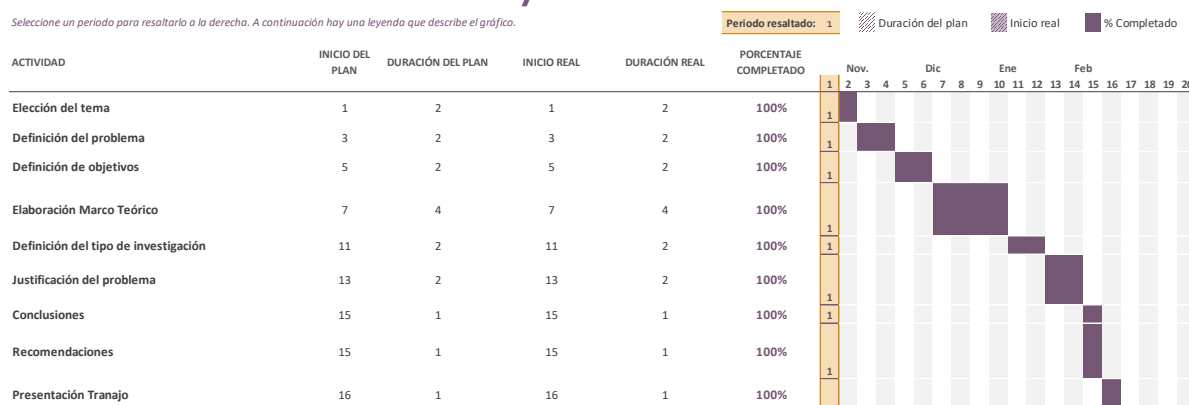 Seleccione un periodo para resaltarlo a la derecha. A continuación hay una leyenda que describe el gráfico.
Periodo resaltado: 1 Duración del plan Inicio real % Completado
ACTIVIDAD INICIO DEL PLAN DURACIÓN DEL PLAN INICIO REAL DURACIÓN REAL PORCENTAJE COMPLETADO
Nov. Dic Ene Feb
1 2 3 4 5 6 7 8 9 10 11 12 13 14 15 16 17 18 19 20
Elección del tema 1 2 1 2 100% 1
Definición del problema 3 2 3 2 100% 1
Definición de objetivos 5 2 5 2 100% 1
Elaboración Marco Teórico 7 4 7 4 100% 1
Definición del tipo de investigación 11 2 11 2 100% 1
Justificación del problema 13 2 13 2 100% 1
Conclusiones 15 1 15 1 100% 1
Recomendaciones 15 1 15 1 100% 1
Presentación Tranajo 16 1 16 1 100%